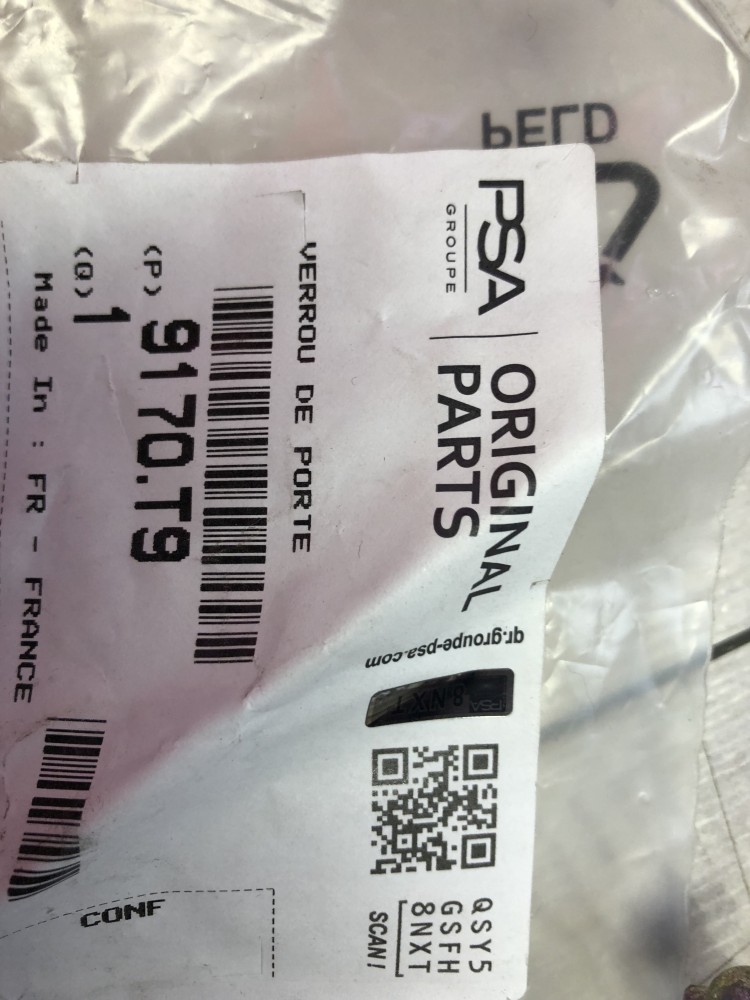 PSA
GROUPE
ORIGINAL
PARTS
qr.groupe-psa.com
8NXT
QSY5
GSFH
8NXT
SCAN!
VERROU DE PORTE
(P) 9170.T9
(Q) 1
Made In : FR - FRANCE
CONF
PELD